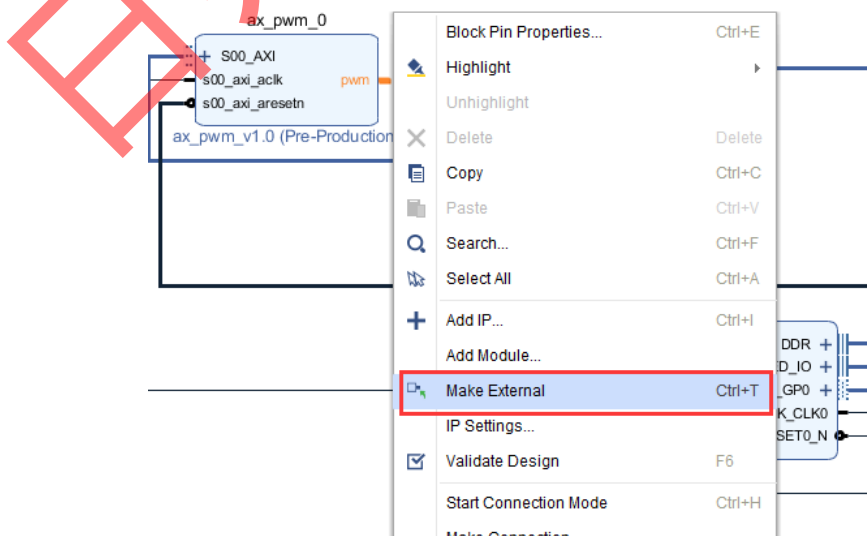 ax_pwm_0
S00_AXI
s00_axi_aclk
pwm
s00_axi_aresetn
ax_pwm_v1.0 (Pre-Production
Block Pin Properties... Ctrl+E
Highlight
Unhighlight
Delete Delete
Copy Ctrl+C
Paste Ctrl+V
Search... Ctrl+F
Select All Ctrl+A
Add IP... Ctrl+I
Add Module...
Make External Ctrl+T
IP Settings...
Validate Design F6
Start Connection Mode Ctrl+H
Make Connection
DDR
D_IO
_GP0
K_CLK0
SET0_N